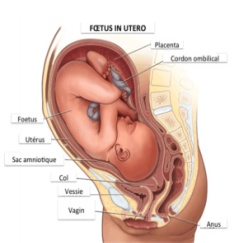 FŒTUS IN UTERO
Placenta
Cordon ombilical
Foetus
Utérus
Sac amniotique
Col
Vessie
Vagin
Anus